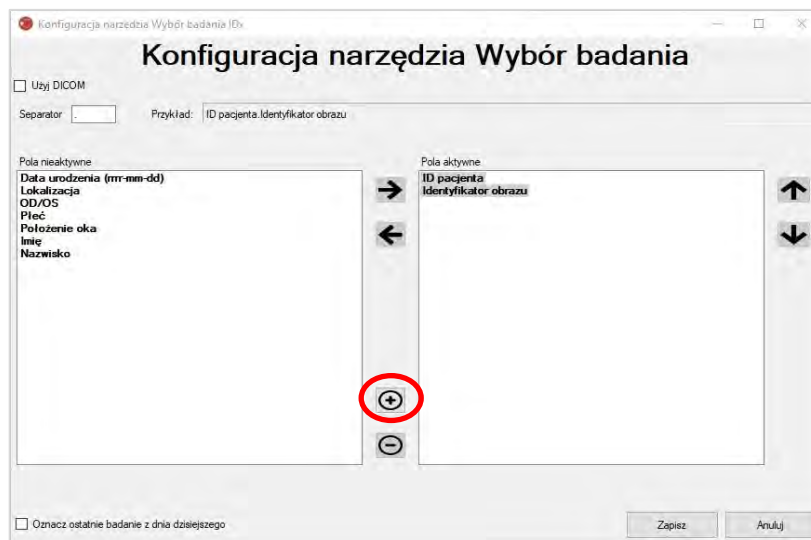 Konfiguracja narzędzia Wybór badania IDx
Konfiguracja narzędzia Wybór badania
Użyj DICOM
Separator . Przykład: ID pacjenta.Identyfikator obrazu
Pola nieaktywne
Data urodzenia (rrrr-mm-dd)
Lokalizacja
OD/OS
Płeć
Położenie oka
Imię
Nazwisko
Pola aktywne
ID pacjenta
Identyfikator obrazu
Oznacz ostatnie badanie z dnia dzisiejszego
Zapisz
Anuluj